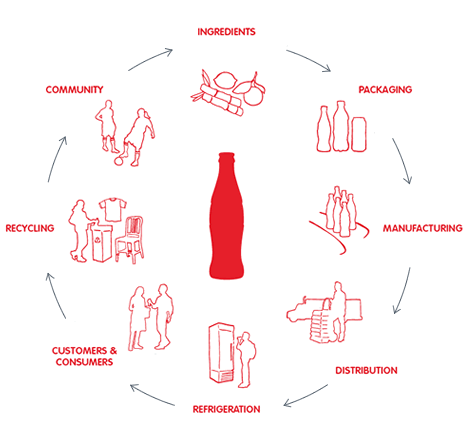 INGREDIENTS
PACKAGING
MANUFACTURING
DISTRIBUTION
REFRIGERATION
CUSTOMERS &
CONSUMERS
RECYCLING
COMMUNITY